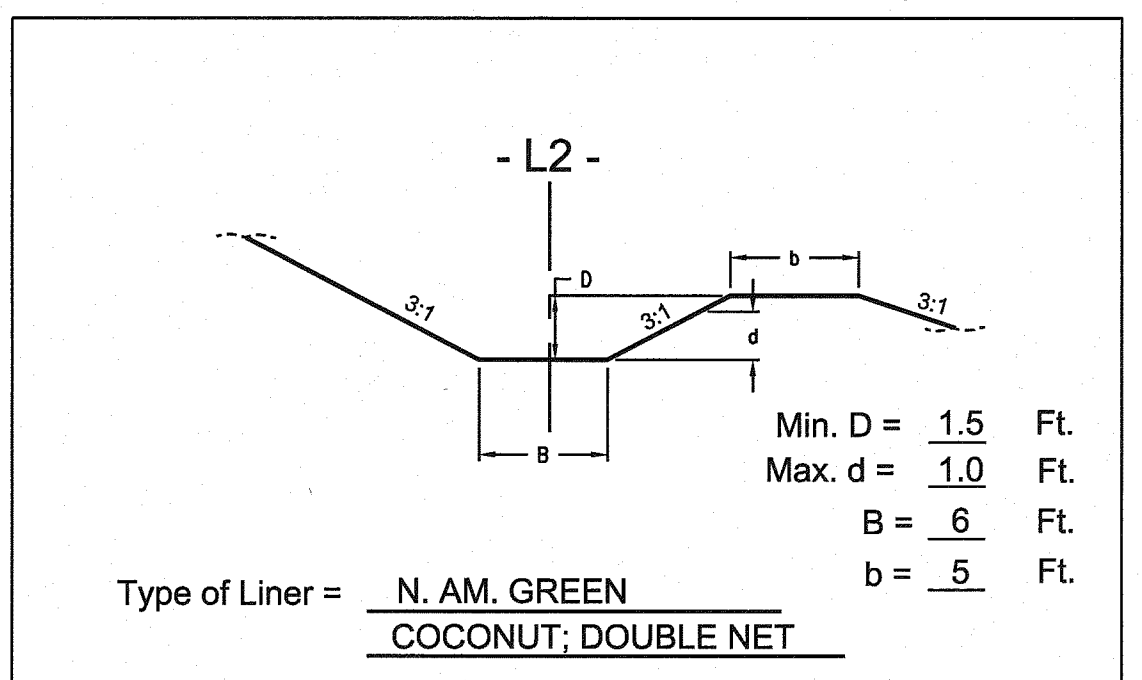 - L2 -
b
D
3:1
3:1
3:1
d
B
Min. D = 1.5 Ft.
Max. d = 1.0 Ft.
B = 6 Ft.
b = 5 Ft.
Type of Liner = N. AM. GREEN
COCONUT; DOUBLE NET